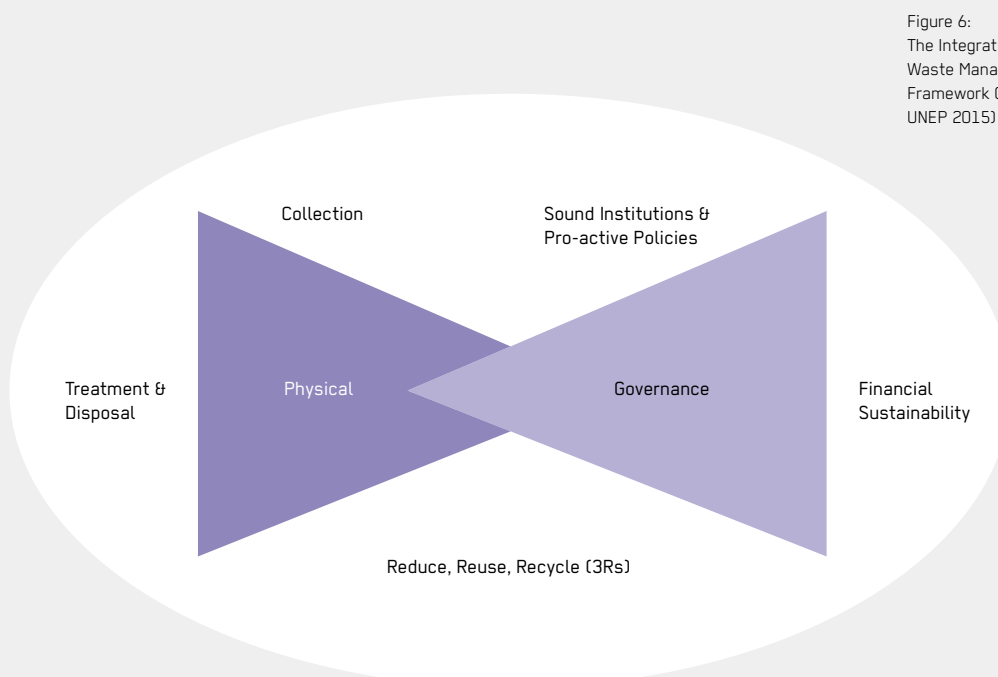 Figure 6:
The Integrat
Waste Mana
Framework (
UNEP 2015)
Collection
Sound Institutions &
Pro-active Policies
Treatment &
Disposal
Physical
Governance
Financial
Sustainability
Reduce, Reuse, Recycle (3Rs)